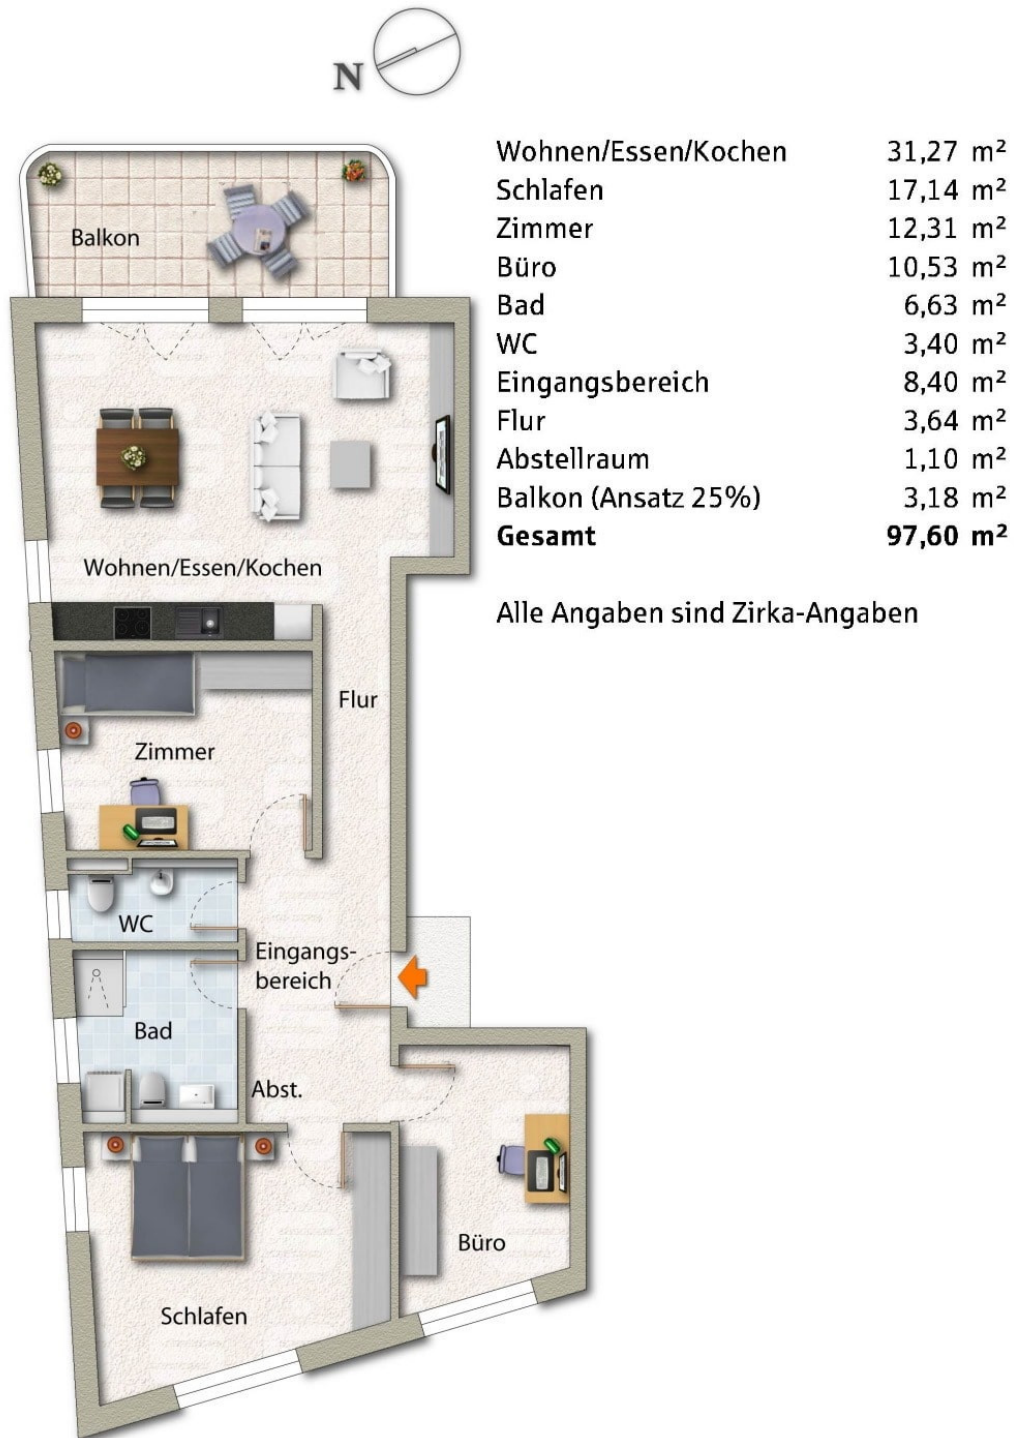 N
Wohnen/Essen/Kochen 31,27 m²
Schlafen 17,14 m²
Zimmer 12,31 m²
Büro 10,53 m²
Bad 6,63 m²
WC 3,40 m²
Eingangsbereich 8,40 m²
Flur 3,64 m²
Abstellraum 1,10 m²
Balkon (Ansatz 25%) 3,18 m²
Gesamt 97,60 m²
Alle Angaben sind Zirka-Angaben
Balkon
Wohnen/Essen/Kochen
Flur
Zimmer
WC
Eingangs-
bereich
Bad
Abst.
Büro
Schlafen